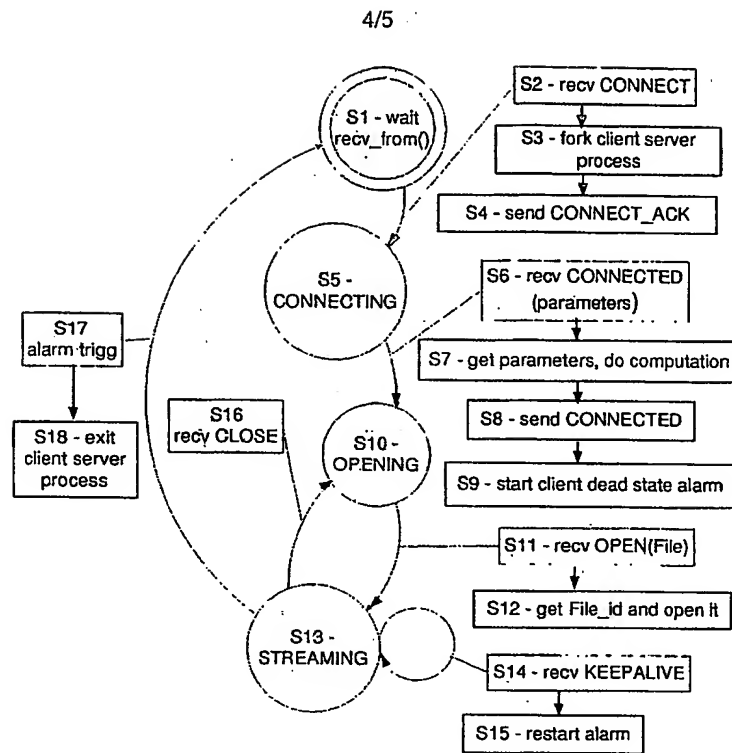 4/5
S1 - wait
recv_from()
S2 - recv CONNECT
S3 - fork client server
process
S4 - send CONNECT_ACK
S5 -
CONNECTING
S6 - recv CONNECTED
(parameters)
S7 - get parameters, do computation
S8 - send CONNECTED
S9 - start client dead state alarm
S17
alarm trigg
S18 - exit
client server
process
S16
recv CLOSE
S10 -
OPENING
S11 - recv OPEN(File)
S12 - get File_id and open it
S13 -
STREAMING
S14 - recv KEEPALIVE
S15 - restart alarm